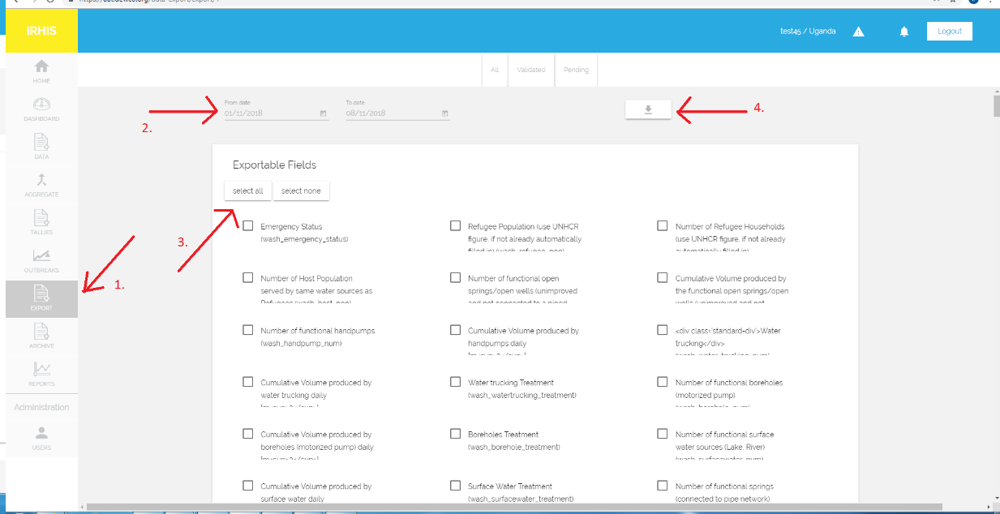 iRHIS
test45 / Uganda
Logout
HOME
DASHBOARD
DATA
AGGREGATE
TALLIES
OUTBREAKS
EXPORT
ARCHIVE
REPORTS
Administration
USERS
All
Validated
Pending
From date
01/11/2018
To date
08/11/2018
1.
2.
3.
4.
Exportable Fields
select all
select none
Emergency Status
(wash_emergency_status)
Refugee Population (use UNHCR
figure, if not already automatically
filled in) (wash_refugee_pop)
Number of Refugee Households
(use UNHCR figure, if not already
automatically filled in)
Number of Host Population
served by same water sources as
Refugees (wash_host_pop)
Number of functional open
springs/open wells (unimproved
and not connected to a piped
Cumulative Volume produced by
the functional open springs/open
wells (unimproved and not
Number of functional handpumps
(wash_handpump_num)
Cumulative Volume produced by
handpumps daily
<div class='standard-div'>Water
trucking</div>
(wash_water_trucking_num)
Cumulative Volume produced by
water trucking daily
Water trucking Treatment
(wash_watertrucking_treatment)
Number of functional boreholes
(motorized pump)
(wash_borehole_num)
Cumulative Volume produced by
boreholes (motorized pump) daily
Boreholes Treatment
(wash_borehole_treatment)
Number of functional surface
water sources (Lake, River)
(wash_surfacewater_num)
Cumulative Volume produced by
surface water daily
Surface Water Treatment
(wash_surfacewater_treatment)
Number of functional springs
(connected to pipe network)